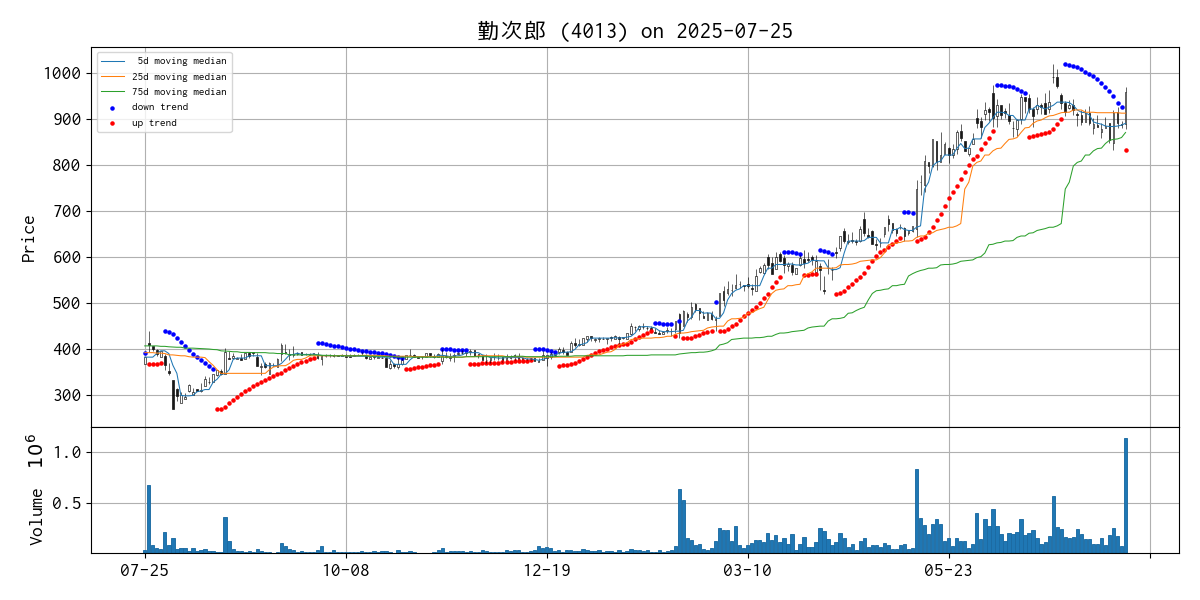 勤次郎 (4013) on 2025-07-25
5d moving median
25d moving median
75d moving median
down trend
up trend
1000
900
800
700
600
500
400
300
Price
1.0
0.5
Volume 10^6
07-25
10-08
12-19
03-10
05-23